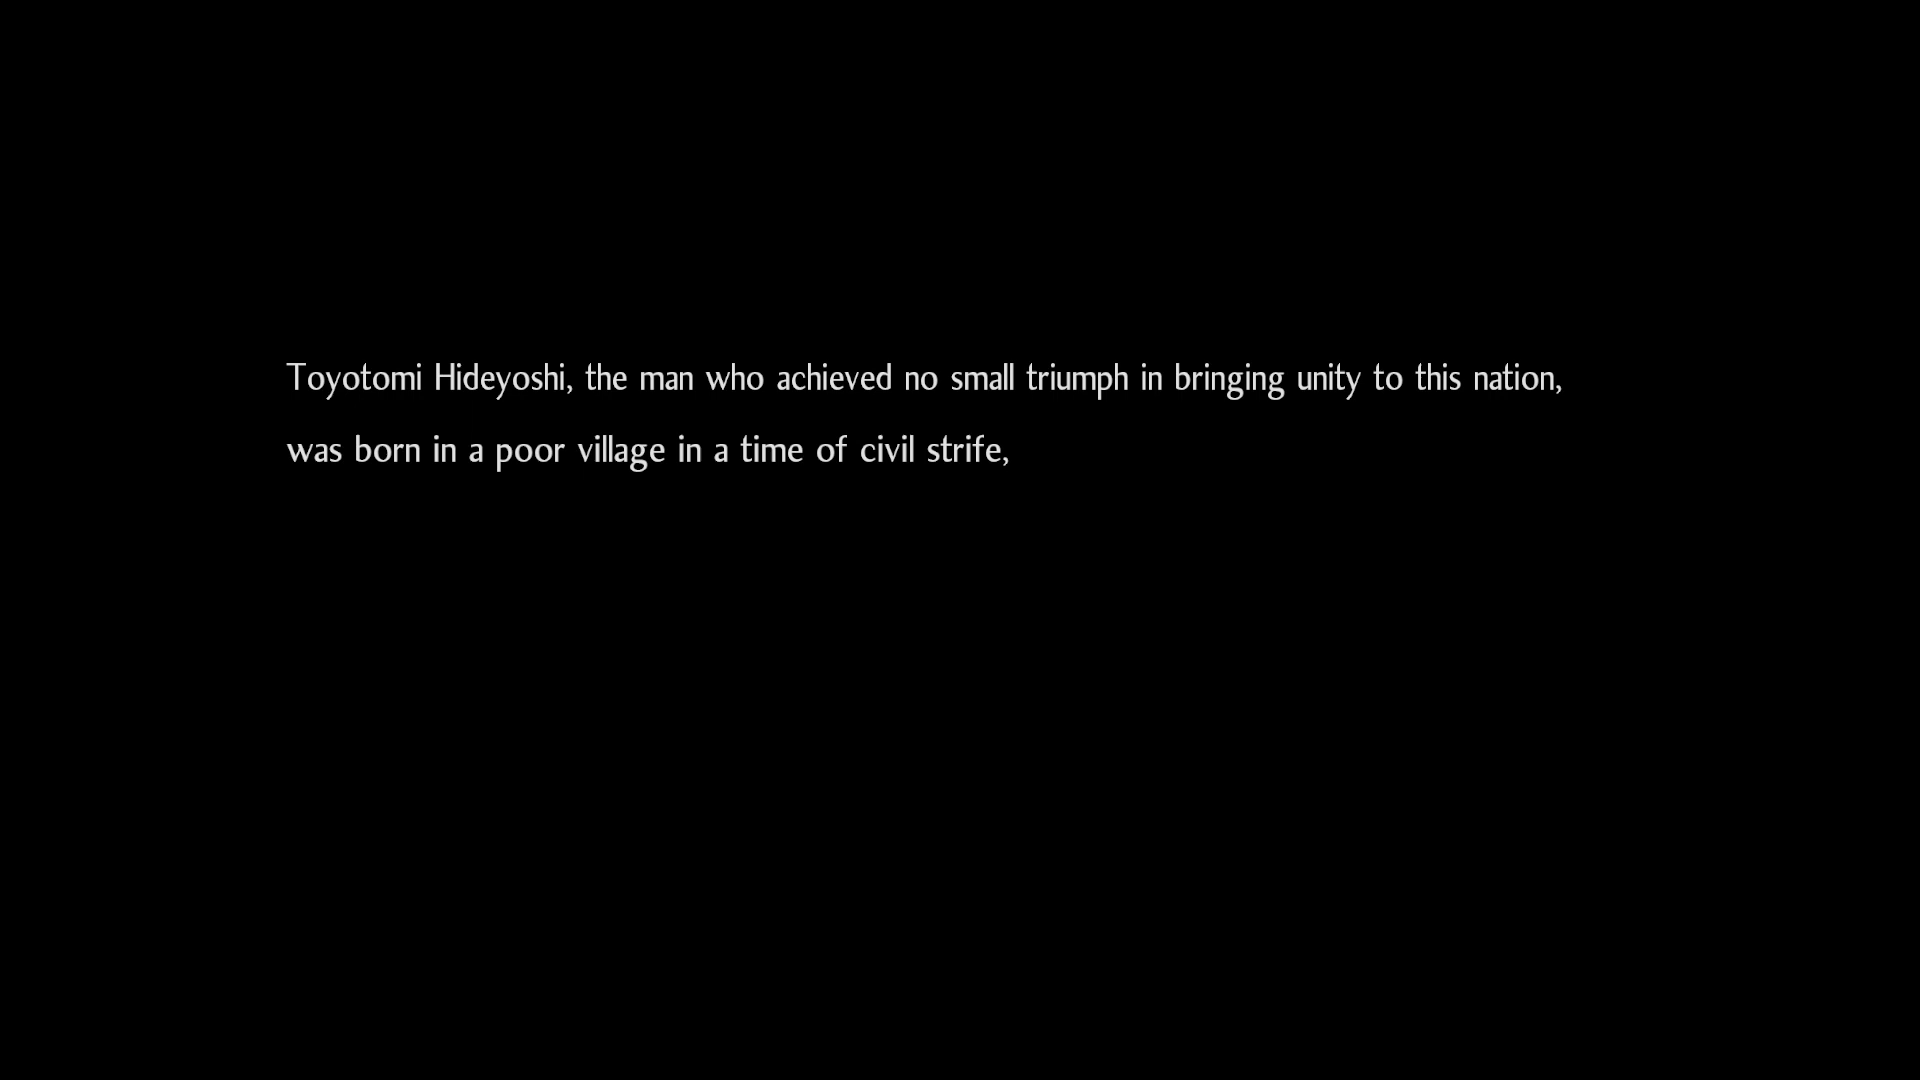 Toyotomi Hideyoshi, the man who achieved no small triumph in bringing unity to this nation,
was born in a poor village in a time of civil strife,